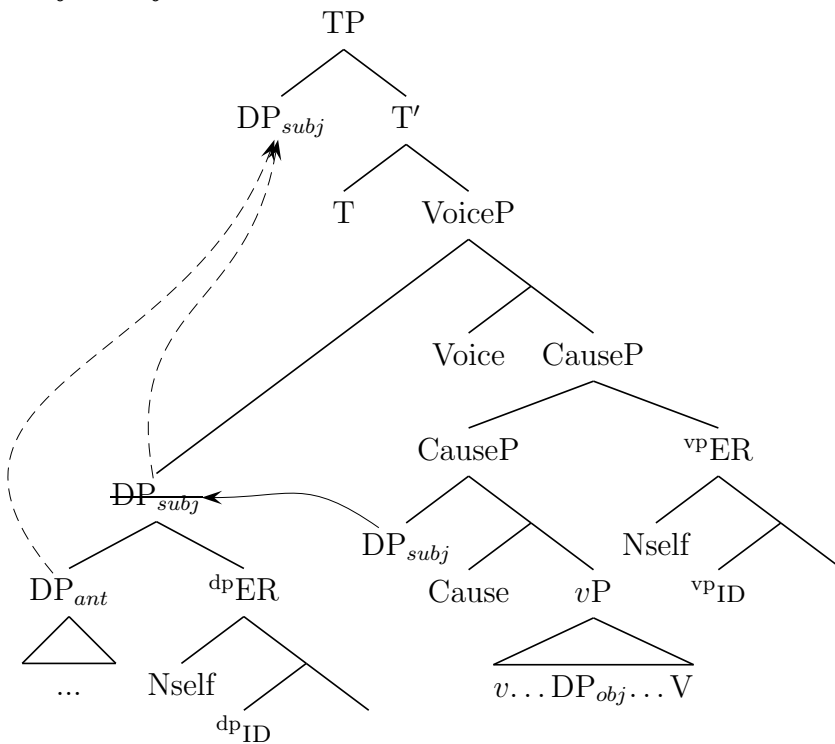 TP
DP_subj T′
T VoiceP
Voice CauseP
CauseP ᵛᵖER
DP_subj
DP_subj Nself
DP_ant ᵈᵖER Cause vP ᵛᵖID
... Nself v...DP_obj...V
ᵈᵖID